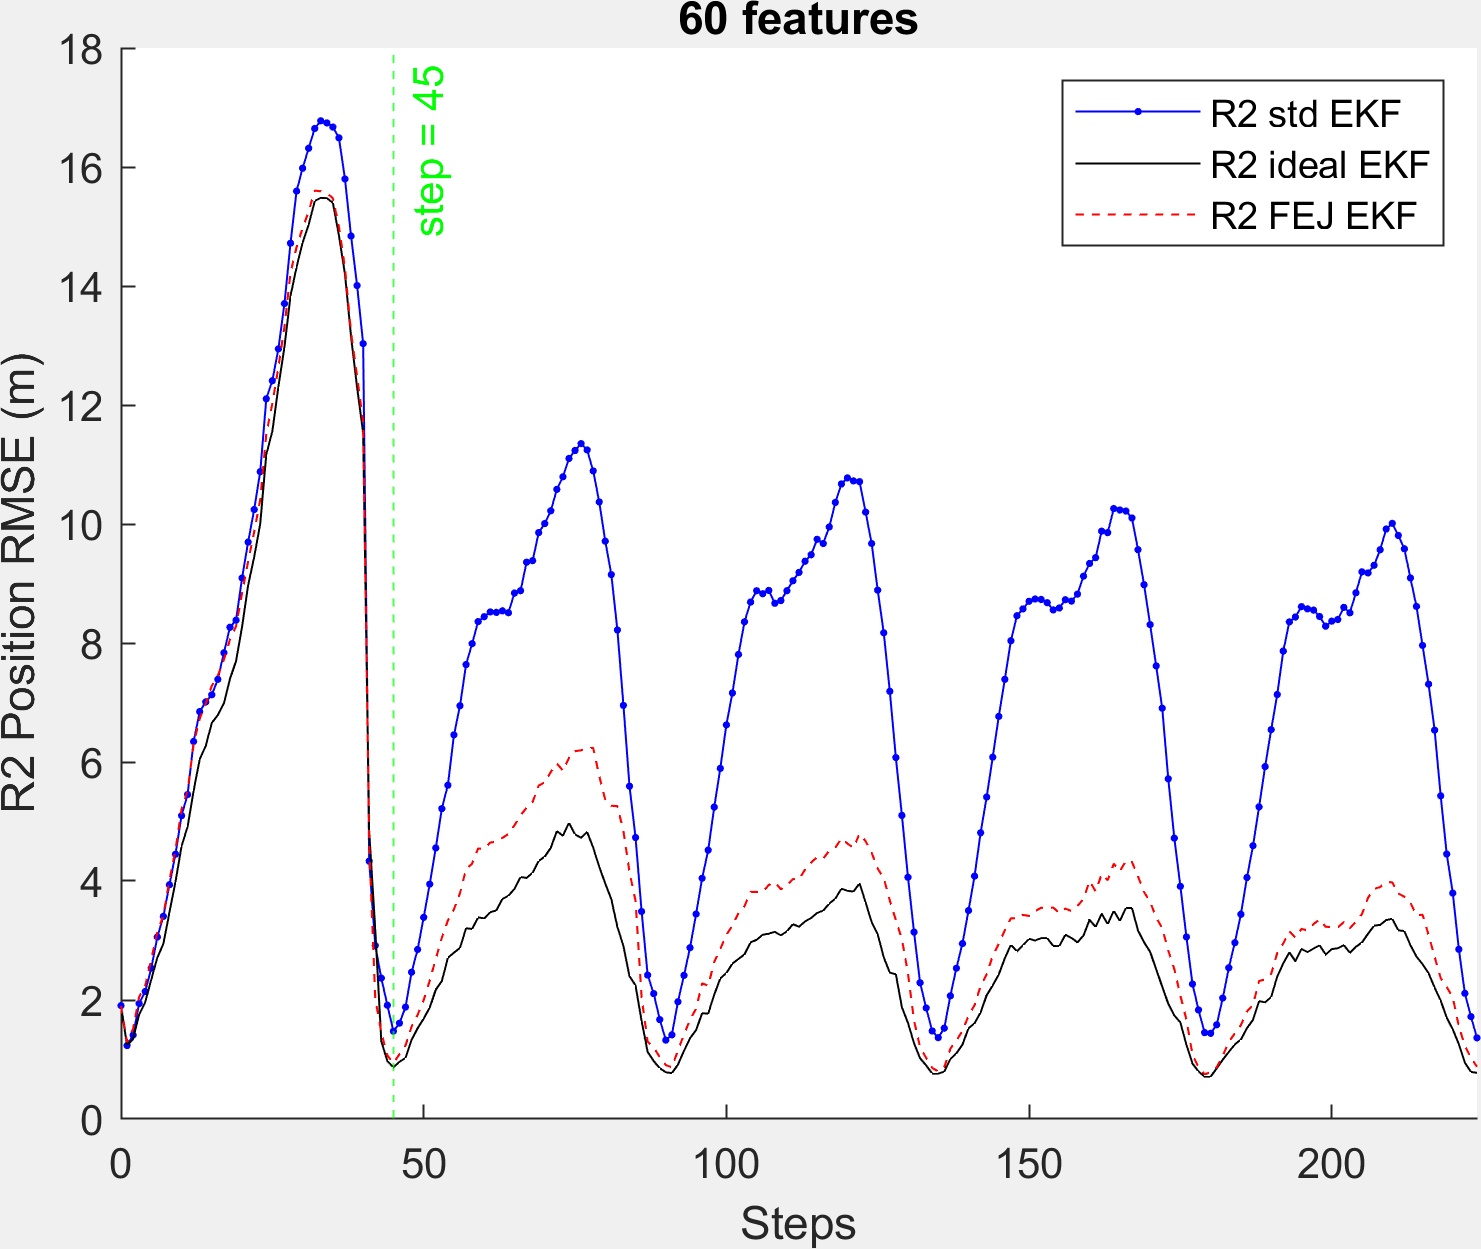 60 features
18
16
14
12
10
8
6
4
2
0
R2 Position RMSE (m)
step = 45
R2 std EKF
R2 ideal EKF
R2 FEJ EKF
0 50 100 150 200
Steps